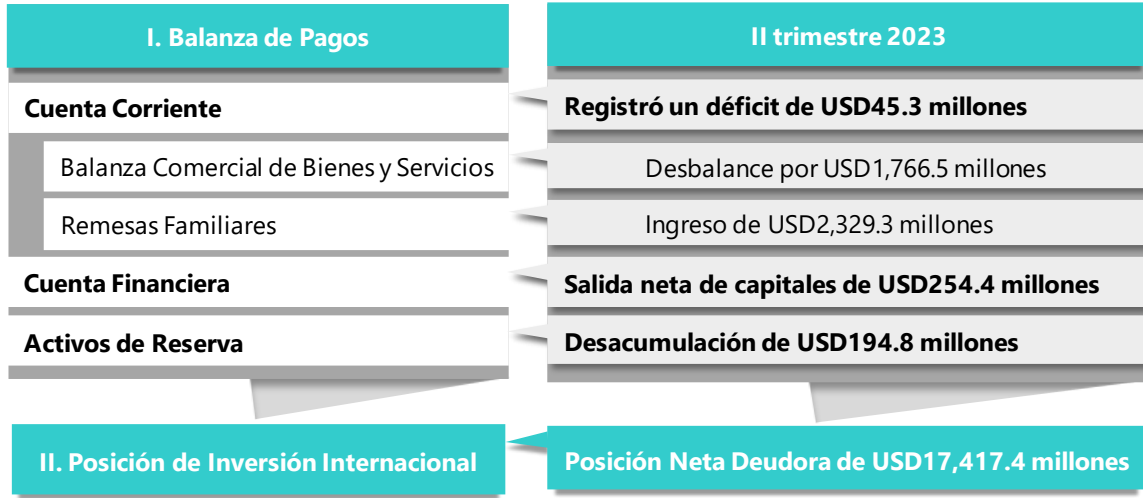 I. Balanza de Pagos
II trimestre 2023
Cuenta Corriente
Registró un déficit de USD45.3 millones
Balanza Comercial de Bienes y Servicios
Desbalance por USD1,766.5 millones
Remesas Familiares
Ingreso de USD2,329.3 millones
Cuenta Financiera
Salida neta de capitales de USD254.4 millones
Activos de Reserva
Desacumulación de USD194.8 millones
II. Posición de Inversión Internacional
Posición Neta Deudora de USD17,417.4 millones